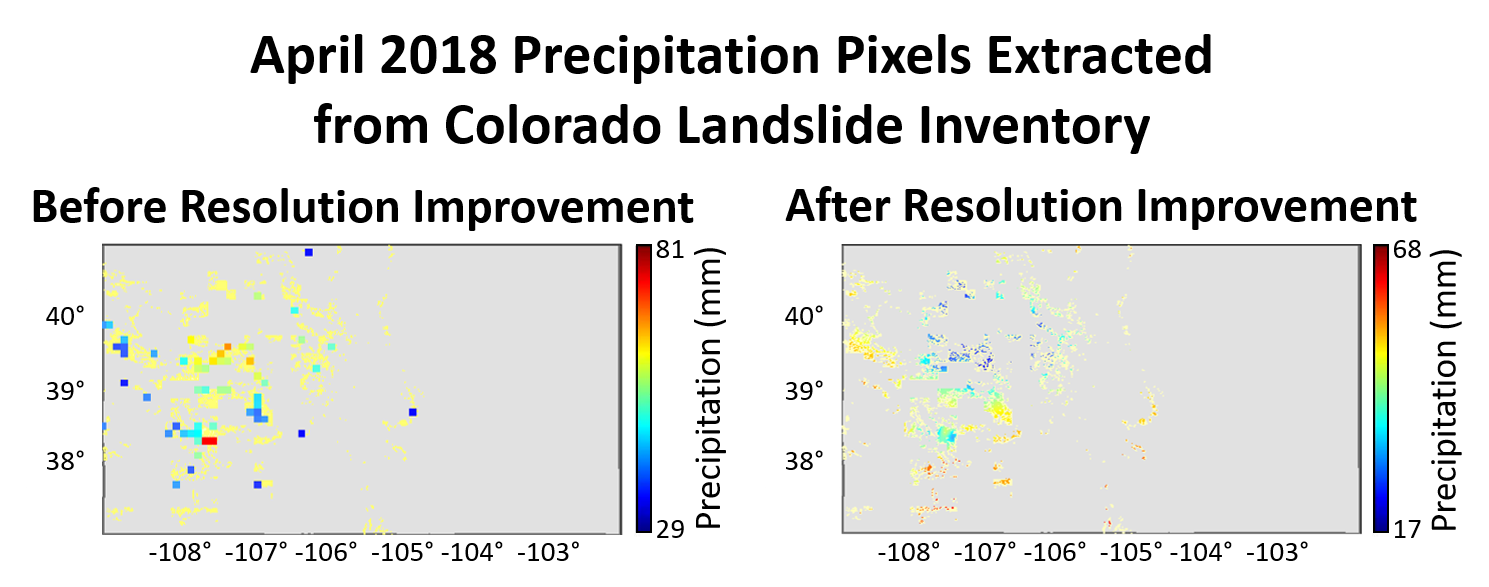 April 2018 Precipitation Pixels Extracted
from Colorado Landslide Inventory
Before Resolution Improvement
40°
39°
38°
-108° -107° -106° -105° -104° -103°
81
29
Precipitation (mm)
After Resolution Improvement
40°
39°
38°
-108° -107° -106° -105° -104° -103°
68
17
Precipitation (mm)